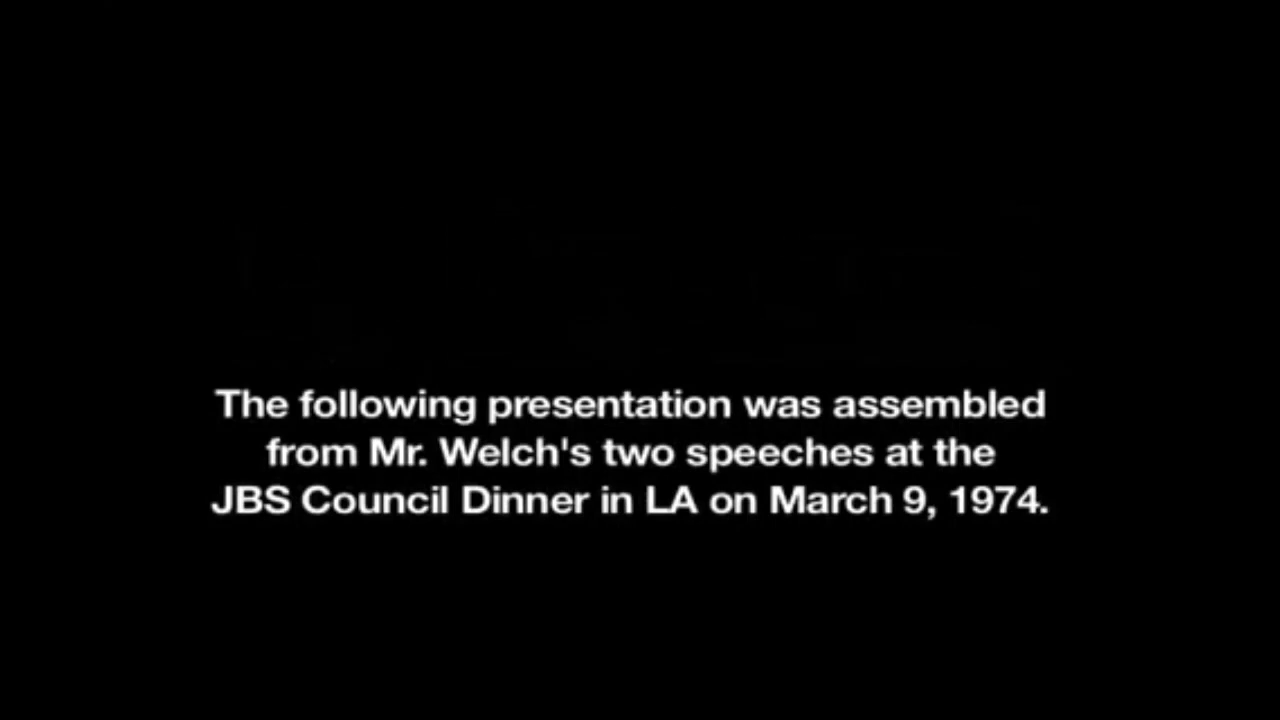 The following presentation was assembled
from Mr. Welch's two speeches at the
JBS Council Dinner in LA on March 9, 1974.